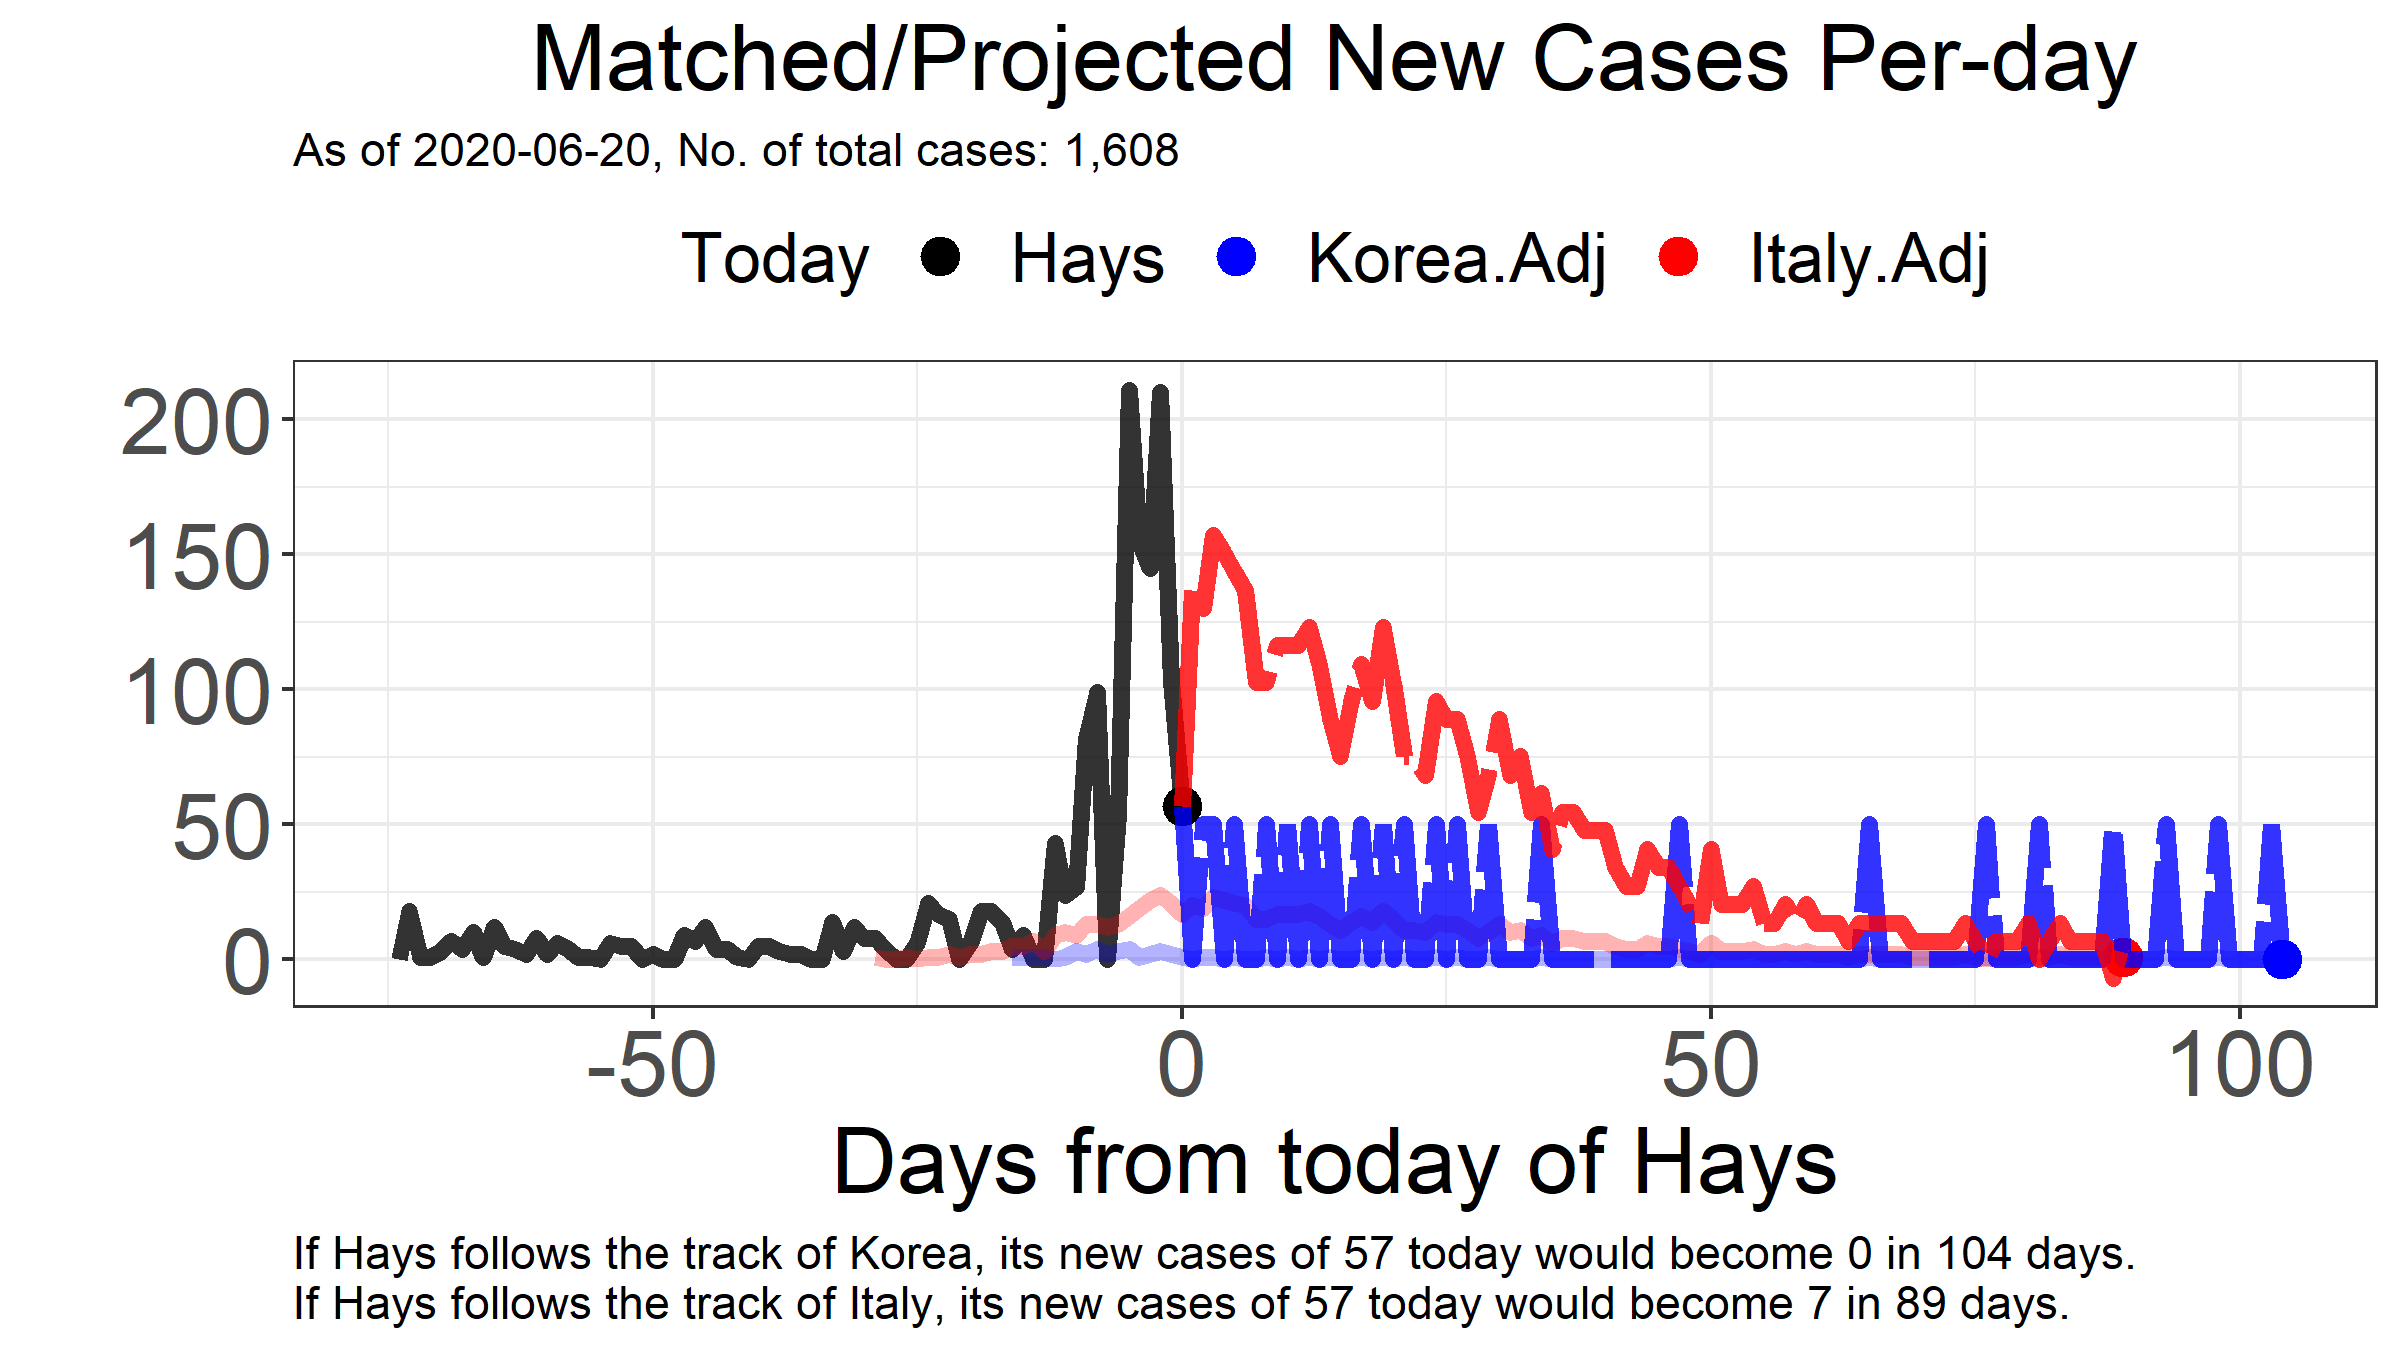 Matched/Projected New Cases Per-day
As of 2020-06-20, No. of total cases: 1,608
Today Hays Korea.Adj Italy.Adj
200
150
100
50
0
-50 0 50 100
Days from today of Hays
If Hays follows the track of Korea, its new cases of 57 today would become 0 in 104 days.
If Hays follows the track of Italy, its new cases of 57 today would become 7 in 89 days.